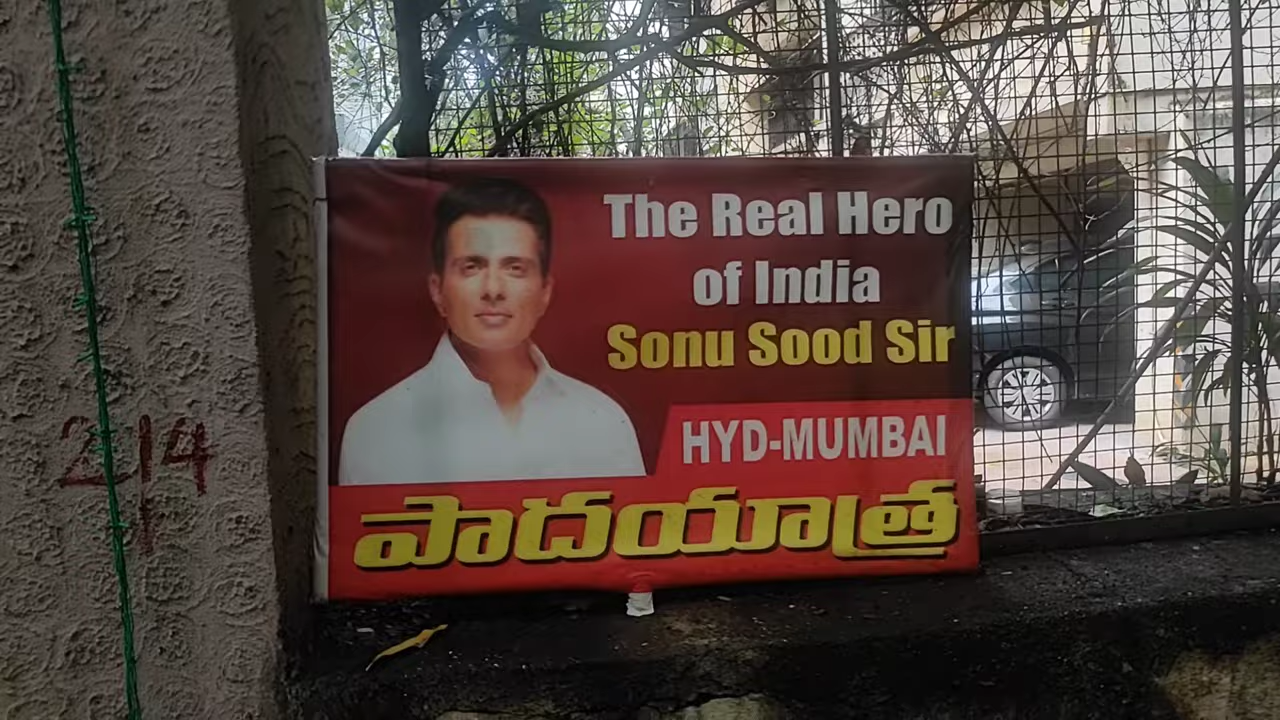 The Real Hero
of India
Sonu Sood Sir
HYD-MUMBAI
పాదయాత్ర
214